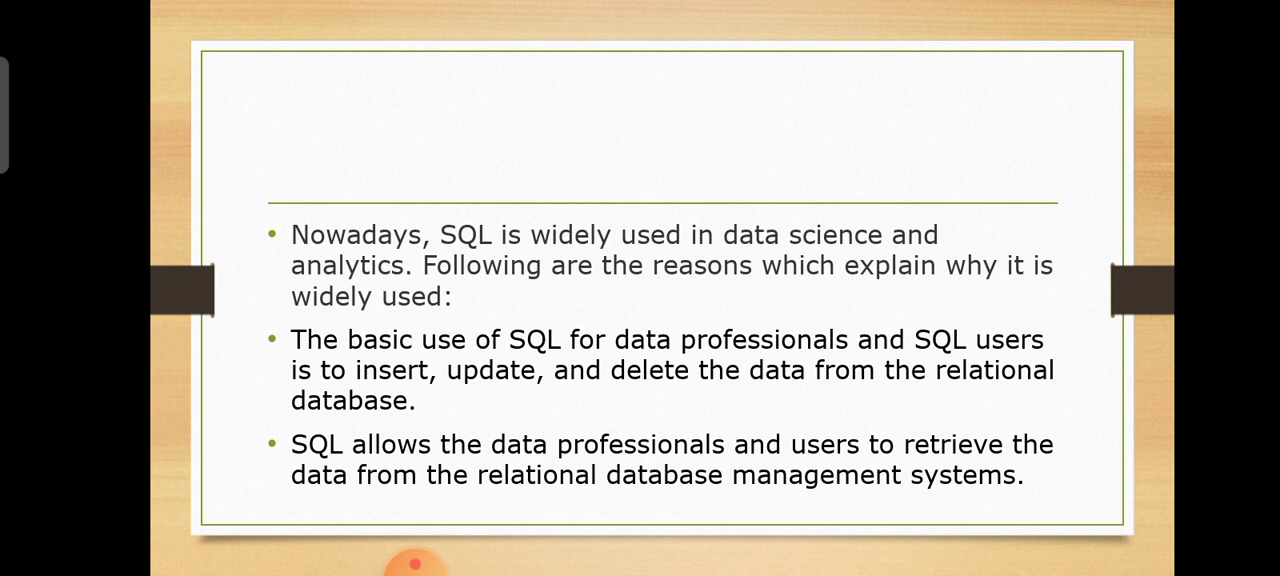 Nowadays, SQL is widely used in data science and
analytics. Following are the reasons which explain why it is
widely used:
The basic use of SQL for data professionals and SQL users
is to insert, update, and delete the data from the relational
database.
SQL allows the data professionals and users to retrieve the
data from the relational database management systems.